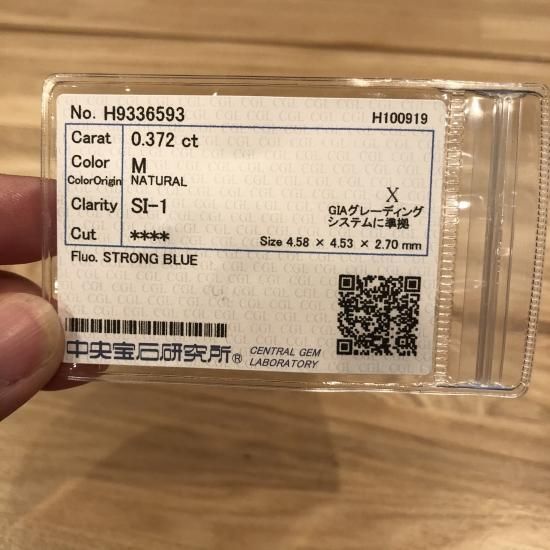 No. H9336593
H100919
Carat 0.372 ct
Color M
ColorOrigin NATURAL
Clarity SI-1
X
GIAグレーディング
システムに準拠
Cut ****
Size 4.58 × 4.53 × 2.70 mm
Fluo. STRONG BLUE
中央宝石研究所® CENTRAL GEM
LABORATORY